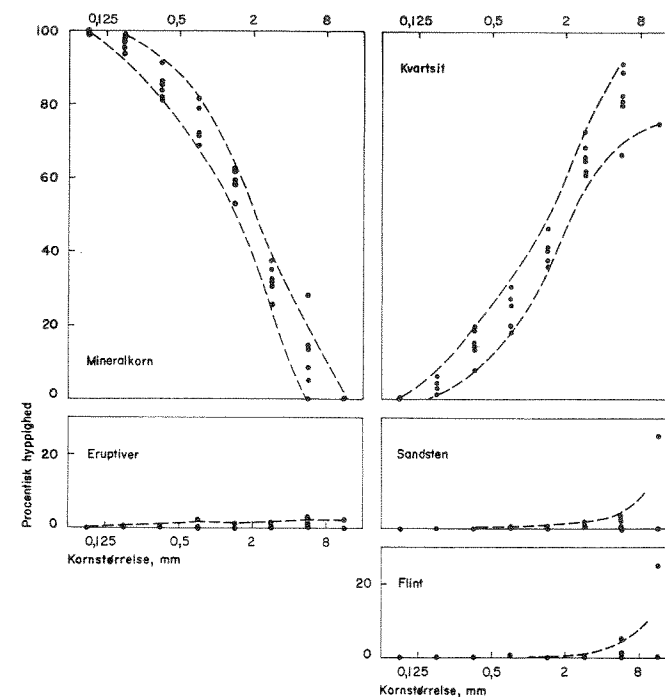 0,125 0,5 2 8
0,125 0,5 2 8
100
80
60
40
20
0
Mineralkorn
Kvartsit
Procentisk hyppighed
20
0
Eruptiver
Sandsten
0,125 0,5 2 8
Kornstørrelse, mm
20
0
Flint
0,125 0,5 2 8
Kornstørrelse, mm